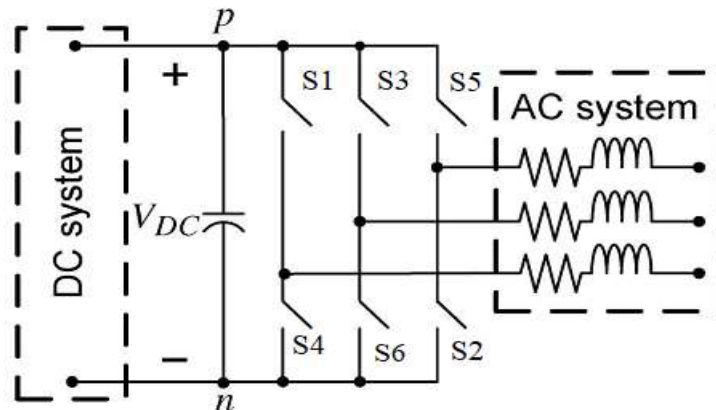 p
+
S1
S3
S5
AC system
DC system
V_DC
S4
S6
S2
−
n